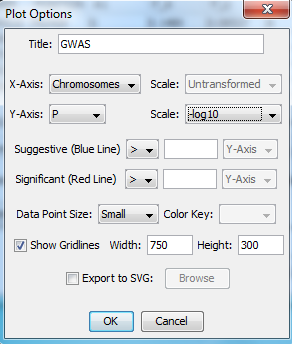 Plot Options
Title: GWAS
X-Axis: Chromosomes Scale: Untransformed
Y-Axis: P Scale: -log10
Suggestive (Blue Line) > Y-Axis
Significant (Red Line) > Y-Axis
Data Point Size: Small Color Key:
Show Gridlines Width: 750 Height: 300
Export to SVG: Browse
OK Cancel